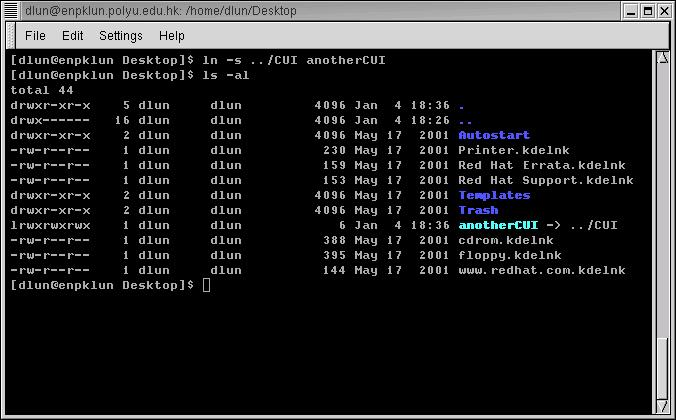 dlun@enpklun.polyu.edu.hk: /home/dlun/Desktop
File Edit Settings Help
[dlun@enpklun Desktop]$ ln -s ../CUI anotherCUI
[dlun@enpklun Desktop]$ ls -al
total 44
drwxr-xr-x 5 dlun dlun 4096 Jan 4 18:36 .
drwx------ 16 dlun dlun 4096 Jan 4 18:26 ..
drwxr-xr-x 2 dlun dlun 4096 May 17 2001 Autostart
-rw-r--r-- 1 dlun dlun 230 May 17 2001 Printer.kdelnk
-rw-r--r-- 1 dlun dlun 159 May 17 2001 Red Hat Errata.kdelnk
-rw-r--r-- 1 dlun dlun 153 May 17 2001 Red Hat Support.kdelnk
drwxr-xr-x 2 dlun dlun 4096 May 17 2001 Templates
drwxr-xr-x 2 dlun dlun 4096 May 17 2001 Trash
lrwxrwxrwx 1 dlun dlun 6 Jan 4 18:36 anotherCUI -> ../CUI
-rw-r--r-- 1 dlun dlun 388 May 17 2001 cdrom.kdelnk
-rw-r--r-- 1 dlun dlun 395 May 17 2001 floppy.kdelnk
-rw-r--r-- 1 dlun dlun 144 May 17 2001 www.redhat.com.kdelnk
[dlun@enpklun Desktop]$